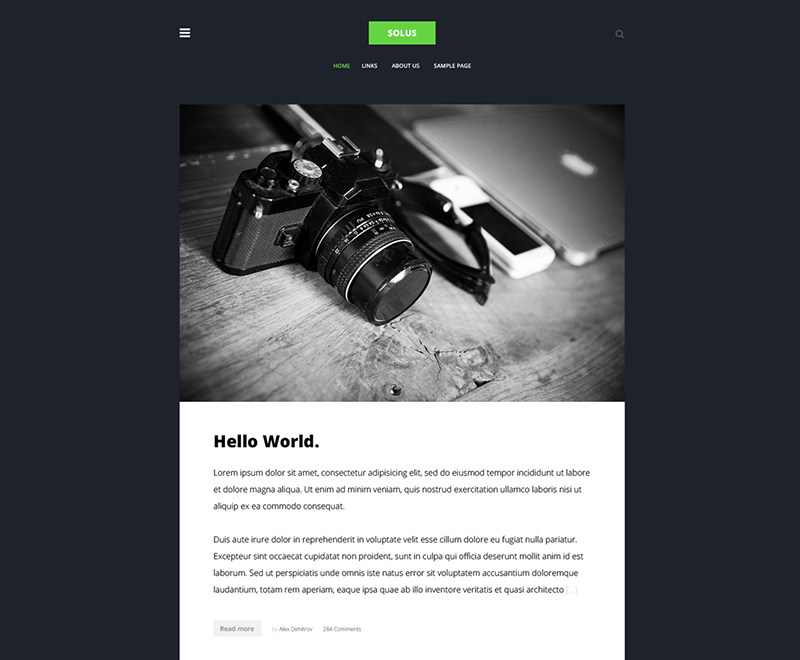 SOLUS
HOME LINKS ABOUT US SAMPLE PAGE
Hello World.
Lorem ipsum dolor sit amet, consectetur adipisicing elit, sed do eiusmod tempor incididunt ut labore
et dolore magna aliqua. Ut enim ad minim veniam, quis nostrud exercitation ullamco laboris nisi ut
aliquip ex ea commodo consequat.
Duis aute irure dolor in reprehenderit in voluptate velit esse cillum dolore eu fugiat nulla pariatur.
Excepteur sint occaecat cupidatat non proident, sunt in culpa qui officia deserunt mollit anim id est
laborum. Sed ut perspiciatis unde omnis iste natus error sit voluptatem accusantium doloremque
laudantium, totam rem aperiam, eaque ipsa quae ab illo inventore veritatis et quasi architecto [...]
Read more by Alex Dimitrov 284 Comments